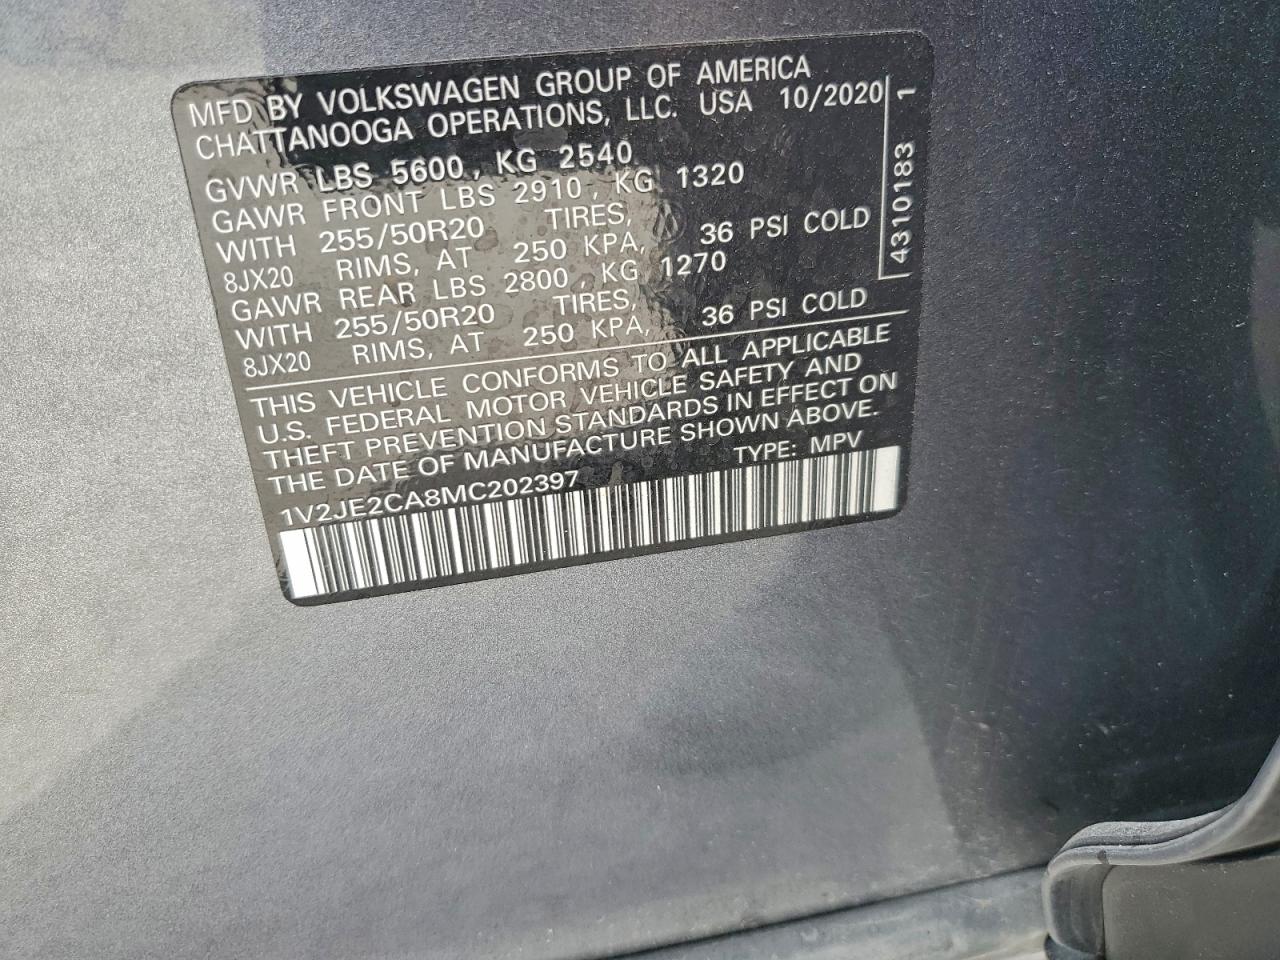 MFD BY VOLKSWAGEN GROUP OF AMERICA
CHATTANOOGA OPERATIONS, LLC. USA 10/2020
GVWR LBS 5600, KG 2540
GAWR FRONT LBS 2910, KG 1320
WITH 255/50R20 TIRES,
8JX20 RIMS, AT 250 KPA, 36 PSI COLD
GAWR REAR LBS 2800, KG 1270
WITH 255/50R20 TIRES,
8JX20 RIMS, AT 250 KPA, 36 PSI COLD
THIS VEHICLE CONFORMS TO ALL APPLICABLE
U.S. FEDERAL MOTOR VEHICLE SAFETY AND
THEFT PREVENTION STANDARDS IN EFFECT ON
THE DATE OF MANUFACTURE SHOWN ABOVE.
1V2JE2CA8MC202397 TYPE: MPV
4310183 1